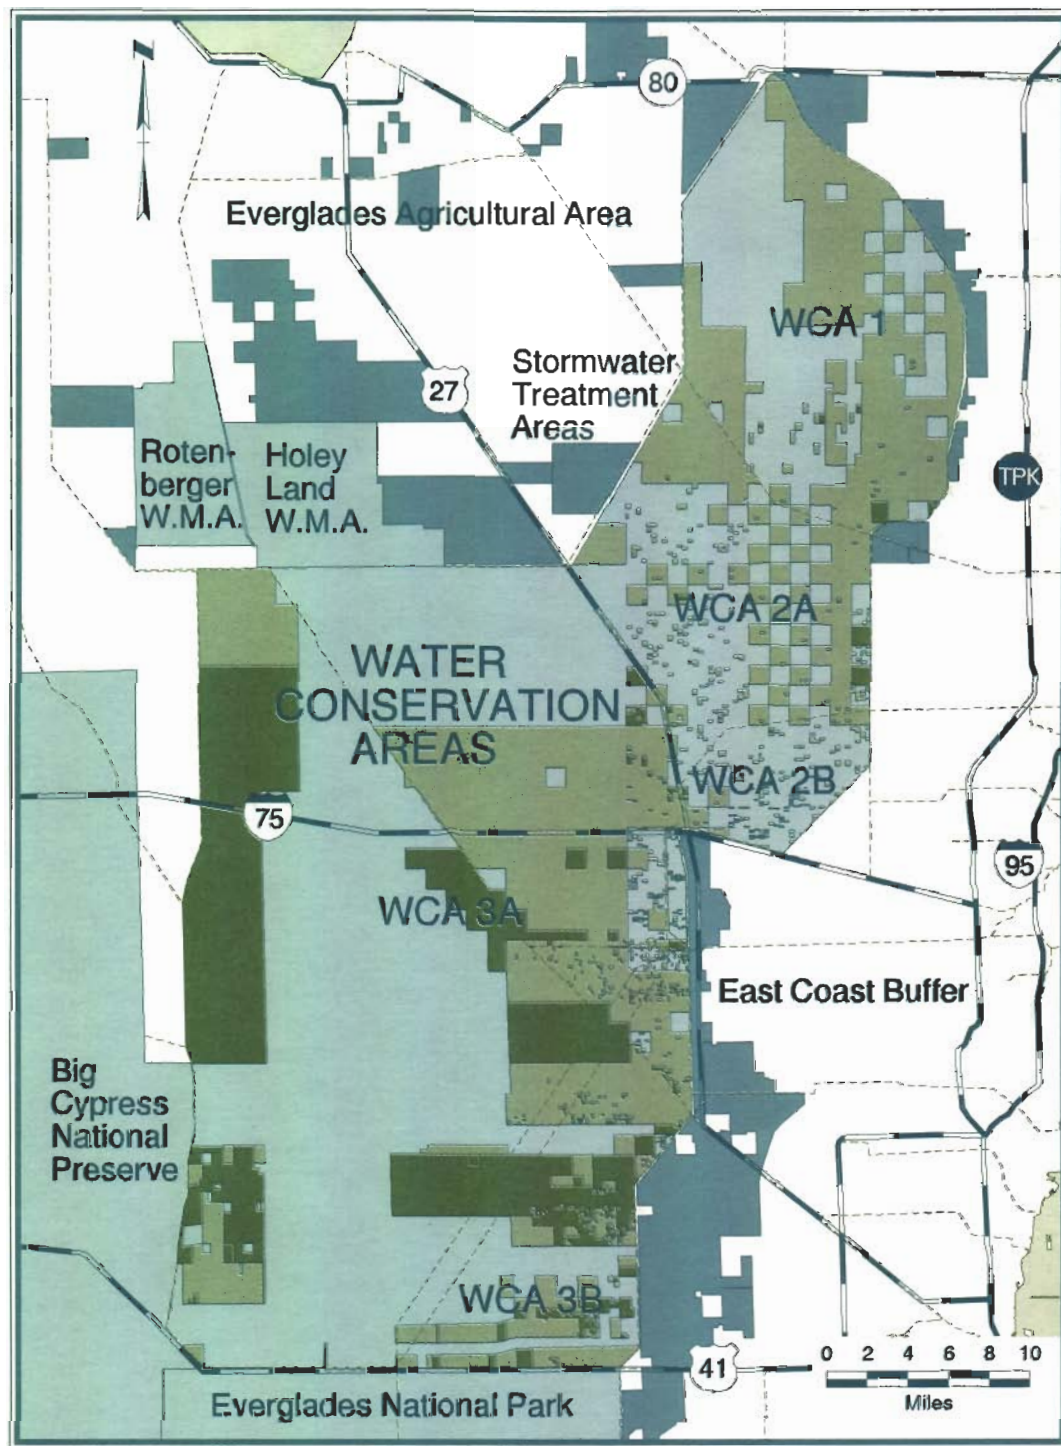 N
80
Everglades Agricultural Area
WCA 1
Stormwater
Treatment
Areas
27
TPK
Roten-
berger
W.M.A.
Holey
Land
W.M.A.
WCA 2A
WATER
CONSERVATION
AREAS
WCA 2B
75
95
WCA 3A
East Coast Buffer
Big
Cypress
National
Preserve
WCA 3B
41
0 2 4 6 8 10
Miles
Everglades National Park